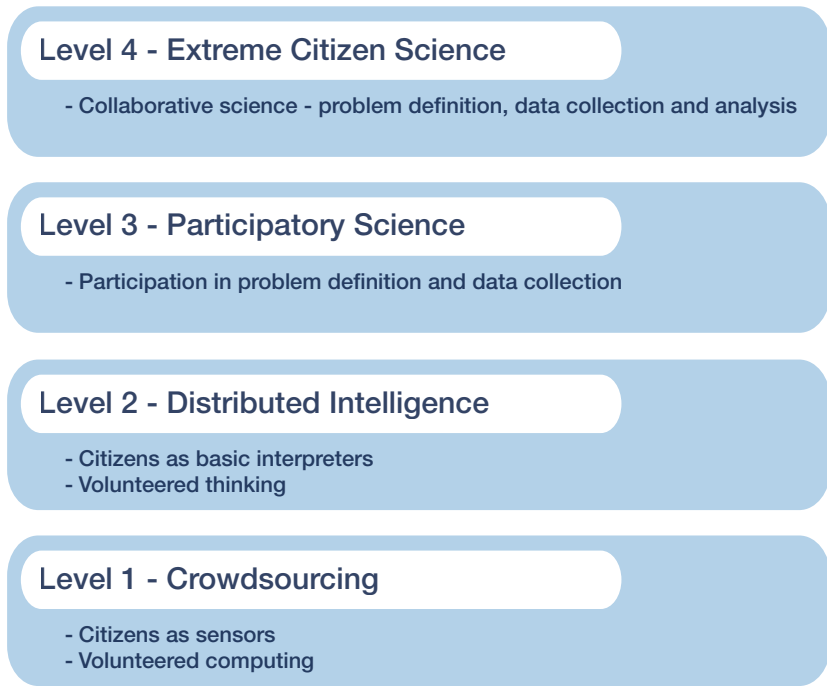 Level 4 - Extreme Citizen Science
- Collaborative science - problem definition, data collection and analysis
Level 3 - Participatory Science
- Participation in problem definition and data collection
Level 2 - Distributed Intelligence
- Citizens as basic interpreters
- Volunteered thinking
Level 1 - Crowdsourcing
- Citizens as sensors
- Volunteered computing